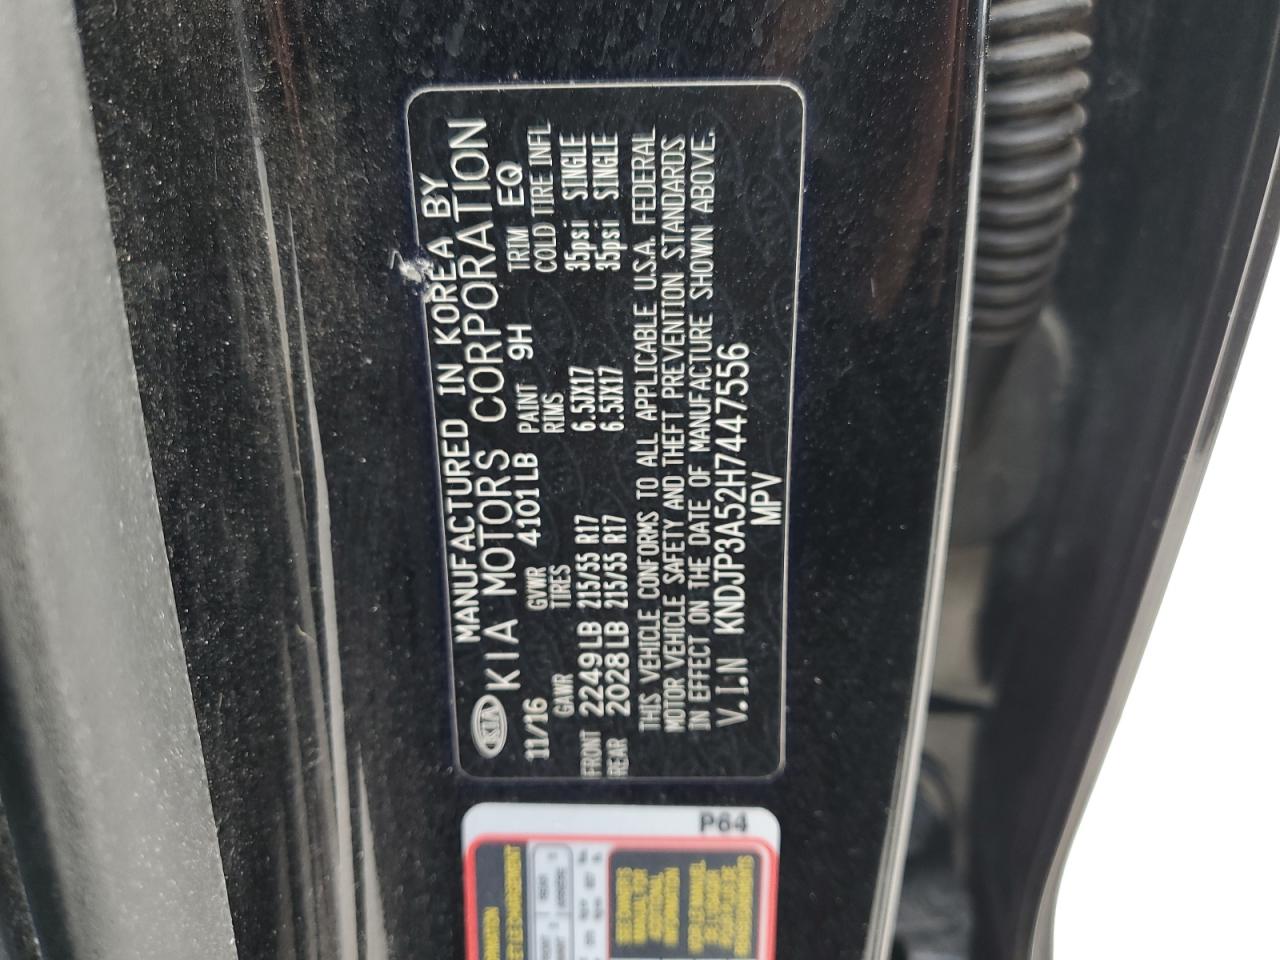 MANUFACTURED IN KOREA BY
KIA KIA MOTORS CORPORATION
11/16 GVWR 4101LB PAINT 9H TRIM EQ
GAWR TIRES RIMS COLD TIRE INFL
FRONT 2249LB 215/55 R17 6.5JX17 35psi SINGLE
REAR 2028LB 215/55 R17 6.5JX17 35psi SINGLE
THIS VEHICLE CONFORMS TO ALL APPLICABLE U.S.A. FEDERAL
MOTOR VEHICLE SAFETY AND THEFT PREVENTION STANDARDS
IN EFFECT ON THE DATE OF MANUFACTURE SHOWN ABOVE.
V.I.N KNDJP3A52H7447556
MPV
P64